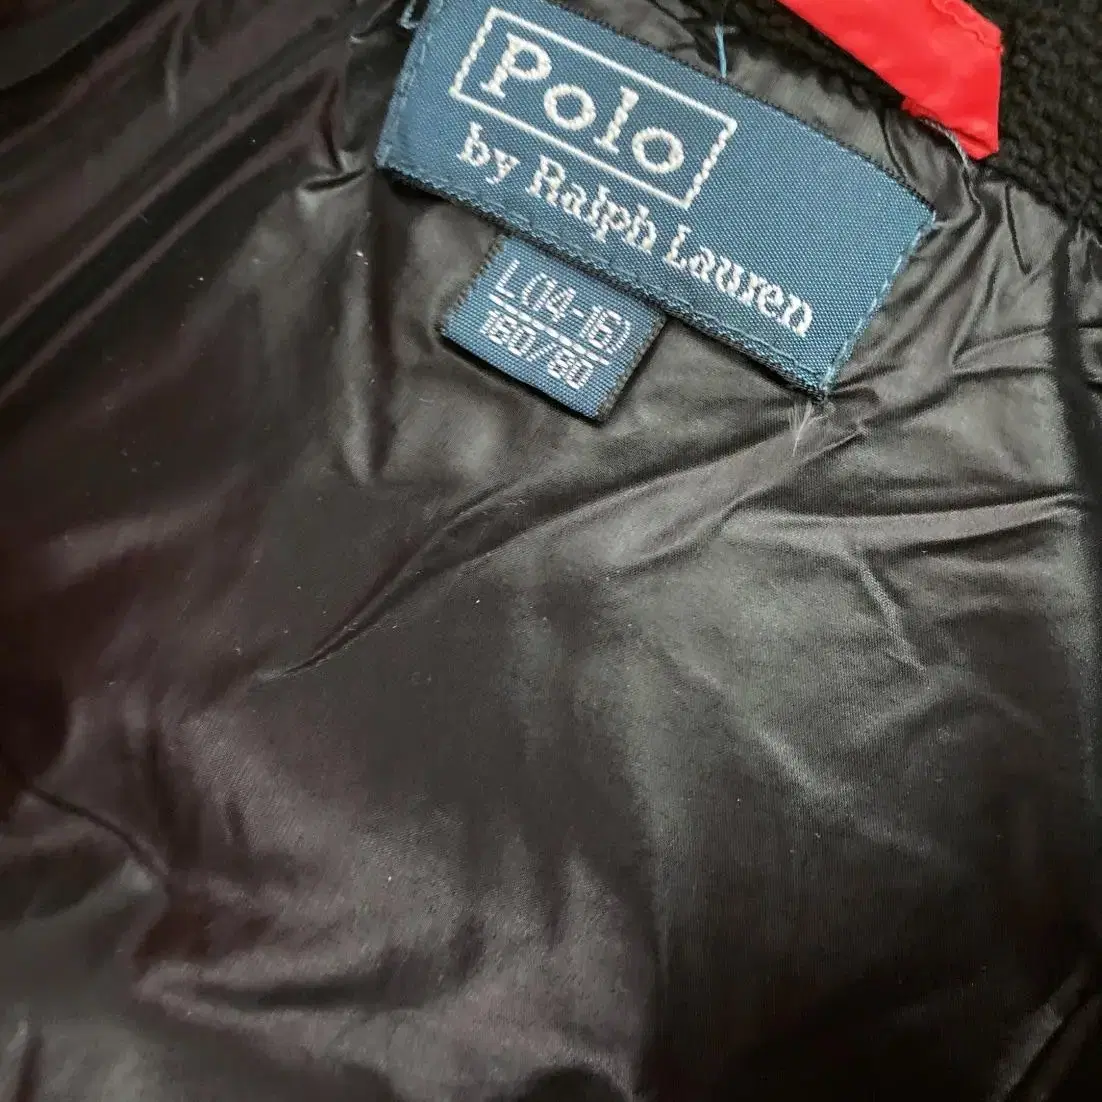 Polo
by Ralph Lauren
L(14-16)
160/80